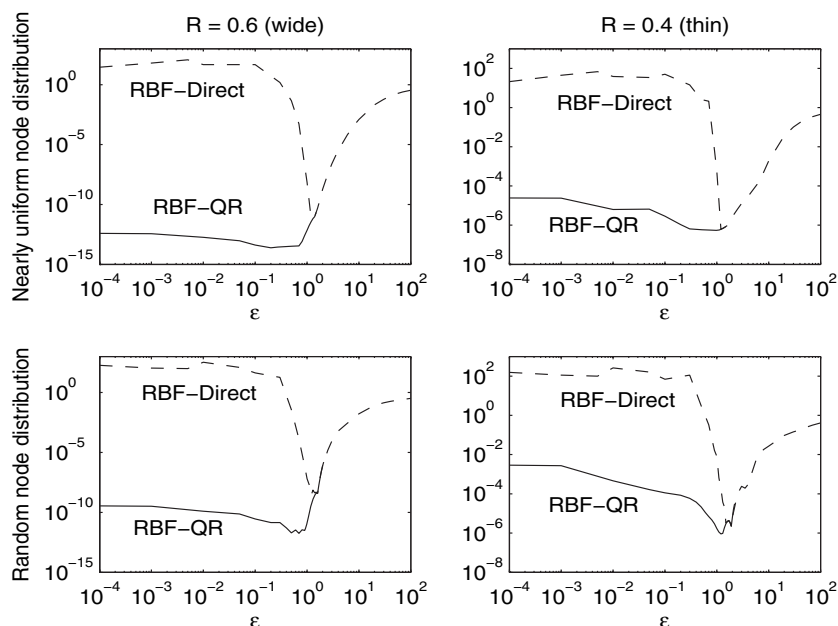 R = 0.6 (wide)
R = 0.4 (thin)
Nearly uniform node distribution
10^0
10^−5
10^−10
10^−15
RBF−Direct
RBF−QR
10^−4 10^−3 10^−2 10^−1 10^0 10^1 10^2
ε
10^2
10^0
10^−2
10^−4
10^−6
10^−8
RBF−Direct
RBF−QR
10^−4 10^−3 10^−2 10^−1 10^0 10^1 10^2
ε
Random node distribution
10^0
10^−5
10^−10
10^−15
RBF−Direct
RBF−QR
10^−4 10^−3 10^−2 10^−1 10^0 10^1 10^2
ε
10^2
10^0
10^−2
10^−4
10^−6
10^−8
RBF−Direct
RBF−QR
10^−4 10^−3 10^−2 10^−1 10^0 10^1 10^2
ε